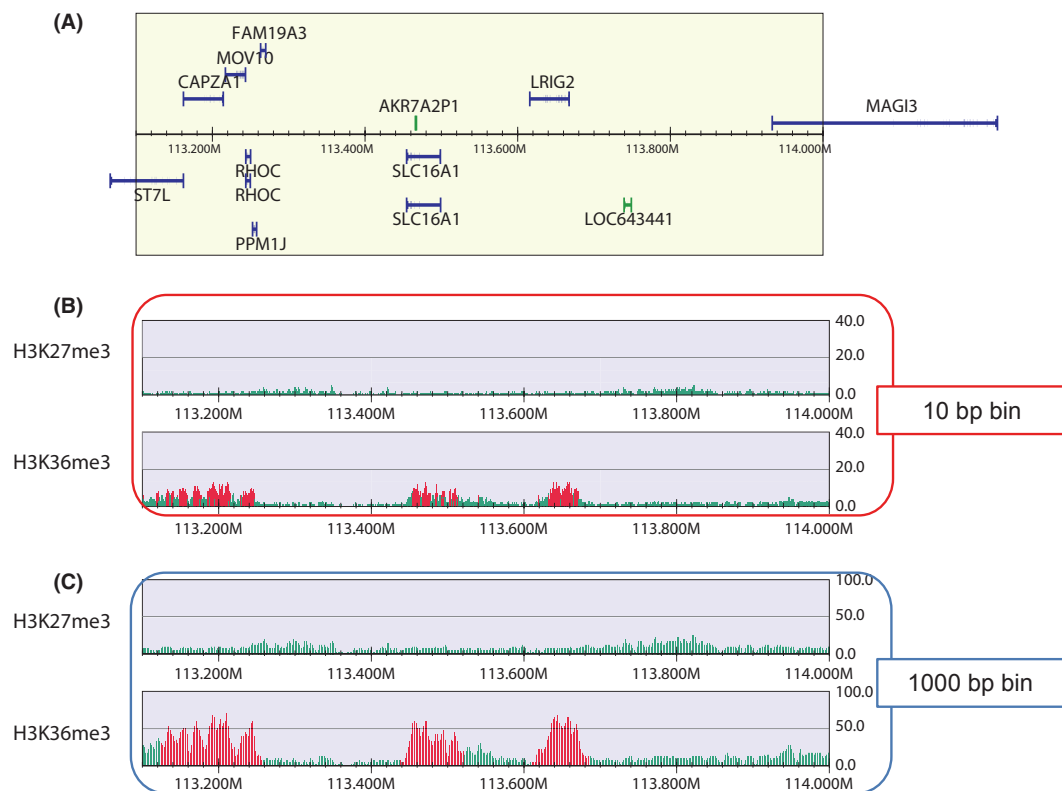 (A)
FAM19A3
MOV10
CAPZA1
LRIG2
AKR7A2P1
MAGI3
113.200M 113.400M 113.600M 113.800M 114.000M
RHOC
SLC16A1
ST7L
RHOC
SLC16A1
LOC643441
PPM1J
(B)
H3K27me3
40.0
20.0
0.0
113.200M 113.400M 113.600M 113.800M 114.000M
10 bp bin
H3K36me3
40.0
20.0
0.0
113.200M 113.400M 113.600M 113.800M 114.000M
(C)
H3K27me3
100.0
50.0
0.0
113.200M 113.400M 113.600M 113.800M 114.000M
1000 bp bin
H3K36me3
100.0
50.0
0.0
113.200M 113.400M 113.600M 113.800M 114.000M